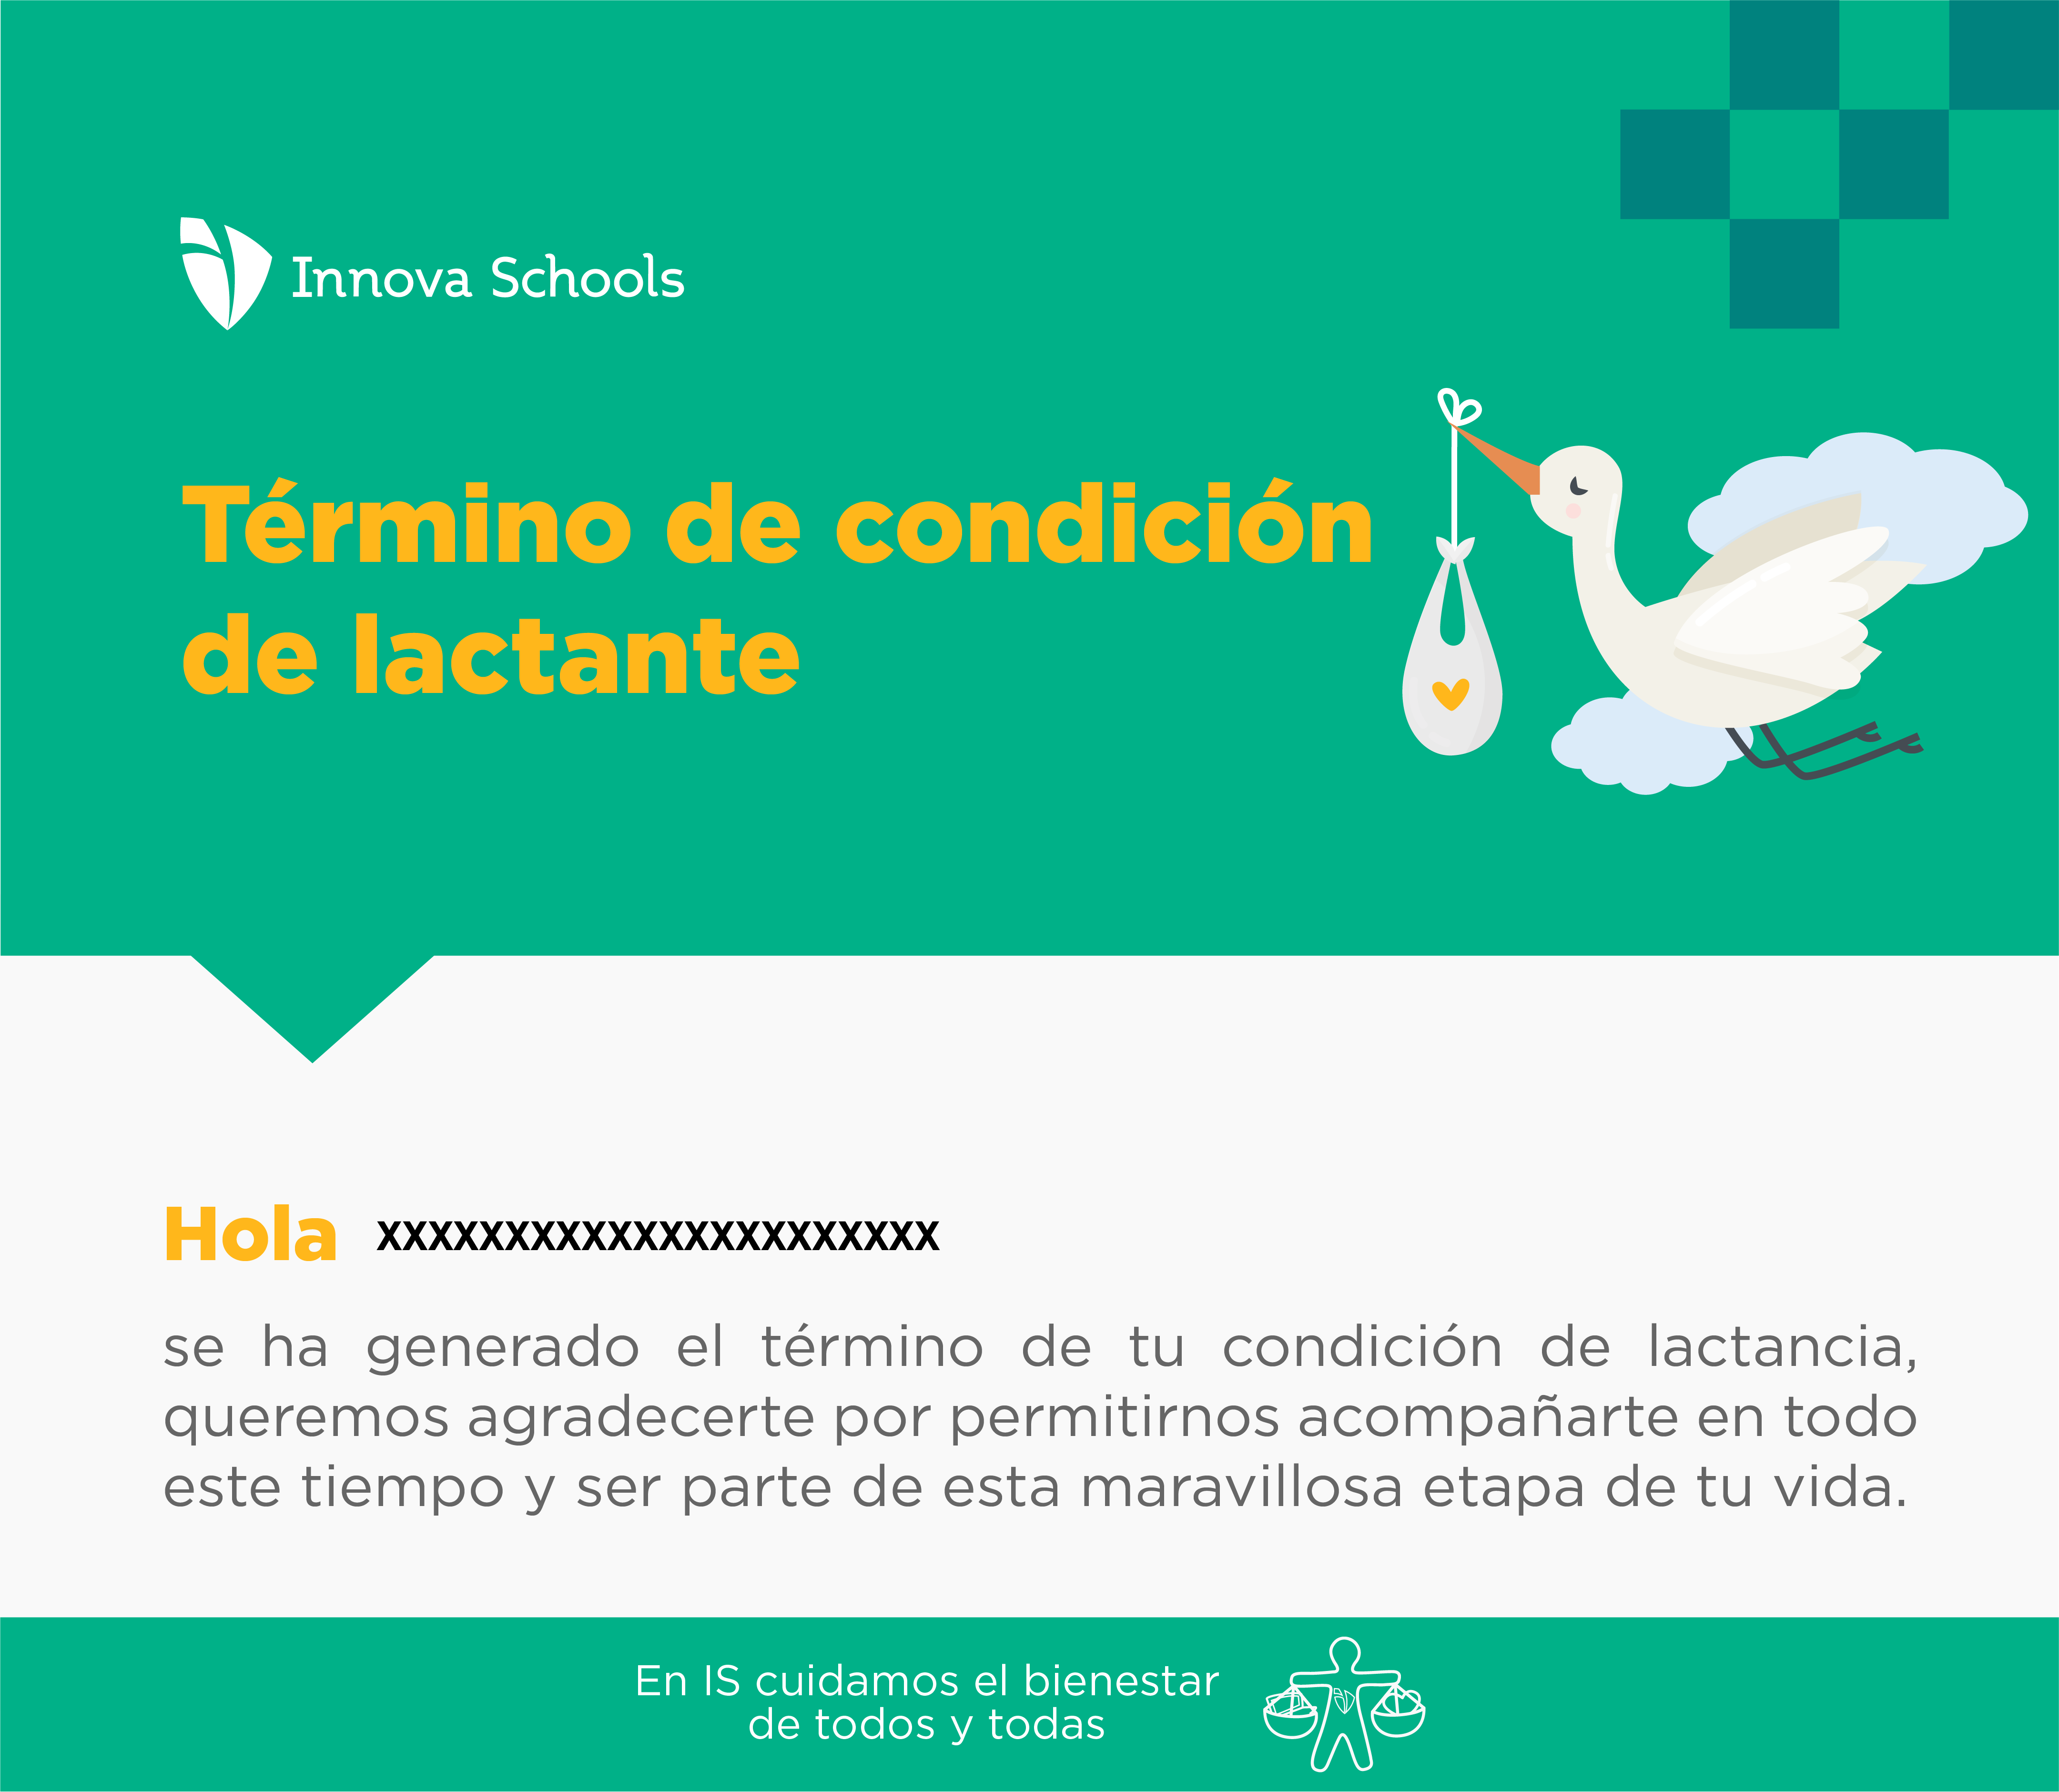 Innova Schools
Término de condición
de lactante
Hola xxxxxxxxxxxxxxxxxxxxxx
se ha generado el término de tu condición de lactancia,
queremos agradecerte por permitirnos acompañarte en todo
este tiempo y ser parte de esta maravillosa etapa de tu vida.
En IS cuidamos el bienestar
de todos y todas